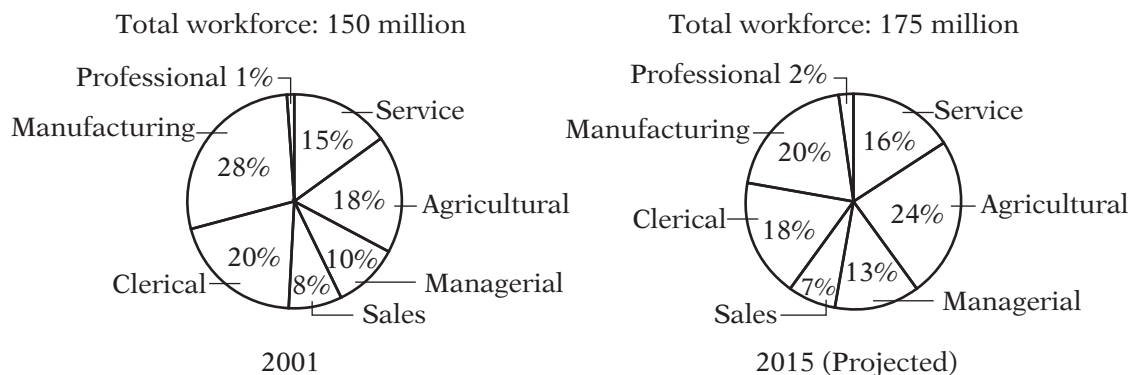 Total workforce: 150 million
Professional 1%
Service
Manufacturing
15%
28%
18%
Agricultural
20%
10%
Clerical
8%
Managerial
Sales
2001
Total workforce: 175 million
Professional 2%
Service
Manufacturing
16%
20%
Clerical
24%
Agricultural
18%
13%
7%
Managerial
Sales
2015 (Projected)